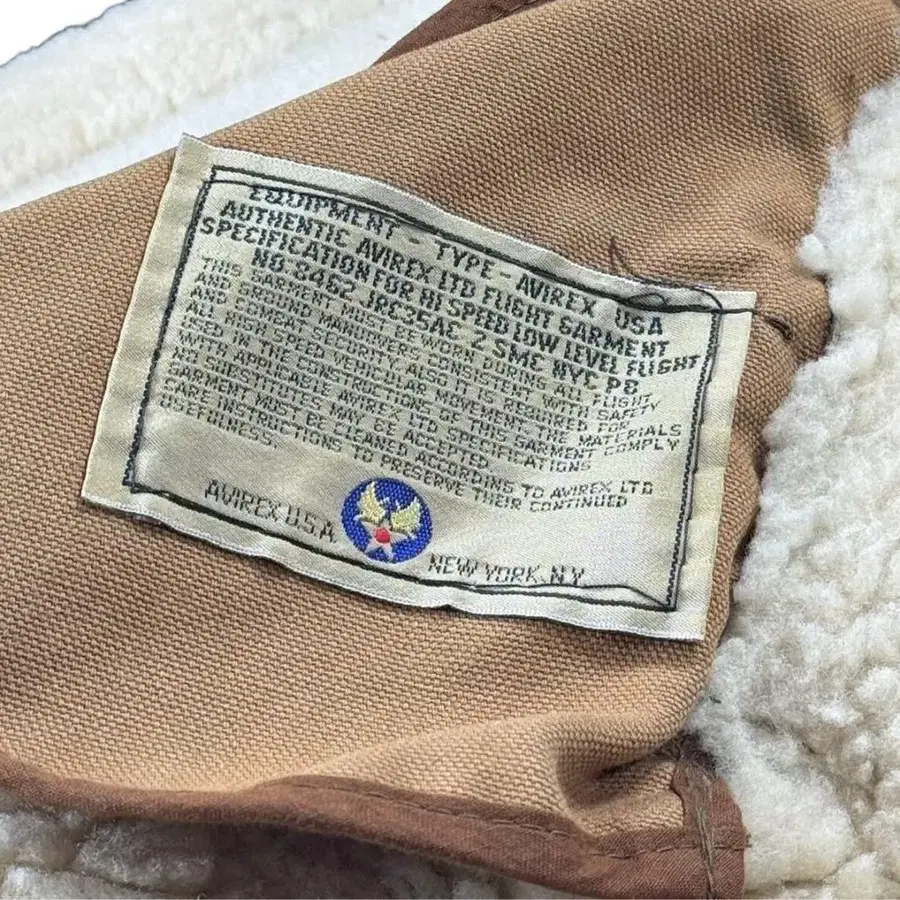 EQUIPMENT - TYPE - AVIREX USA
AUTHENTIC AVIREX LTD FLIGHT GARMENT
SPECIFICATION FOR HI SPEED LOW LEVEL FLIGHT
NO. 8462 2 SME NYC PB
THIS GARMENT MUST BE WORN DURING ALL FLIGHT,
AND GROUND MANOUVERS CONSISTENT WITH SAFETY
AND COMBAT SECURITY. ALSO IT IS REQUIRED FOR
ALL HIGH SPEED VEHICULAR MOVEMENT. THE MATERIALS
USED IN THE CONSTRUCTION OF THIS GARMENT COMPLY
WITH APPLICABLE AVIREX LTD. SPECIFICATIONS
NO SUBSTITUTIONS MAY BE ACCEPTED.
GARMENT MUST BE CLEANED ACCORDING TO AVIREX LTD
CARE INSTRUCTIONS TO PRESERVE THEIR CONTINUED
USEFULNESS.
AVIREX U.S.A.
NEW YORK. N.Y.